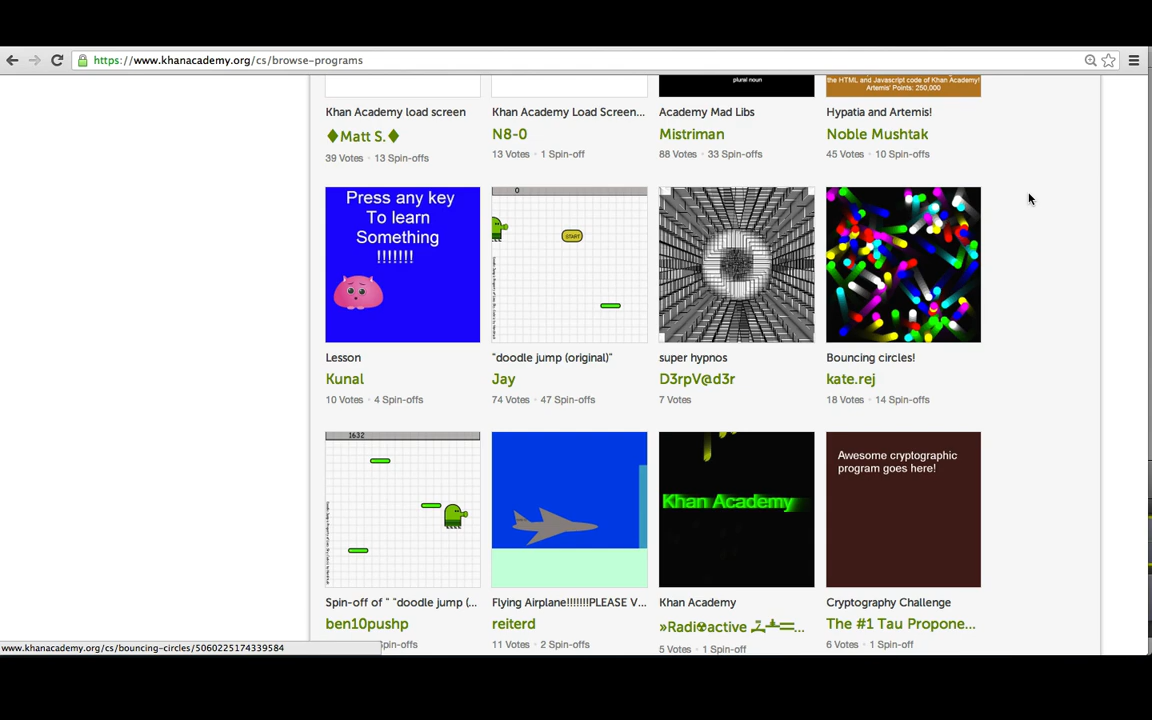 https://www.khanacademy.org/cs/browse-programs
plural noun
the HTML and Javascript code of Khan Academy!
Artemis' Points: 250,000
Khan Academy load screen
Khan Academy Load Screen...
Academy Mad Libs
Hypatia and Artemis!
♦Matt S.♦
N8-0
Mistriman
Noble Mushtak
39 Votes · 13 Spin-offs
13 Votes · 1 Spin-off
88 Votes · 33 Spin-offs
45 Votes · 10 Spin-offs
Press any key
To learn
Something
!!!!!!!
0
START
Lesson
"doodle jump (original)"
super hypnos
Bouncing circles!
Kunal
Jay
D3rpV@d3r
kate.rej
10 Votes · 4 Spin-offs
74 Votes · 47 Spin-offs
7 Votes
18 Votes · 14 Spin-offs
1632
Khan Academy
Awesome cryptographic
program goes here!
Spin-off of " "doodle jump (...
Flying Airplane!!!!!!!PLEASE V...
Khan Academy
Cryptography Challenge
ben10pushp
reiterd
»Radi☢active
The #1 Tau Propone...
pin-offs
11 Votes · 2 Spin-offs
5 Votes · 1 Spin-off
6 Votes · 1 Spin-off
www.khanacademy.org/cs/bouncing-circles/5060225174339584